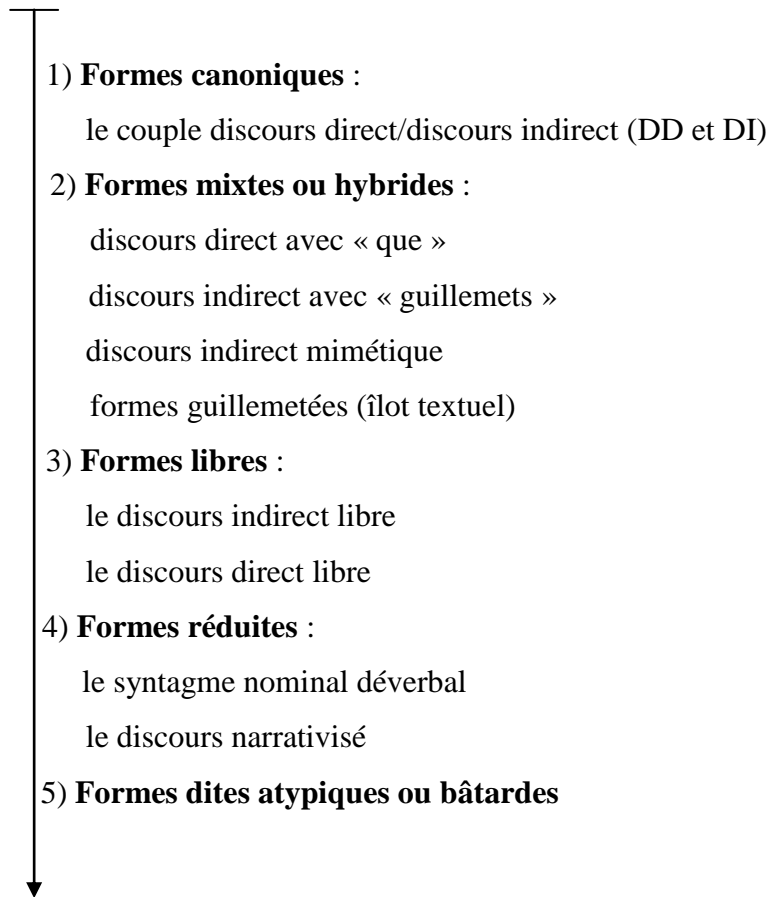 1) Formes canoniques :
le couple discours direct/discours indirect (DD et DI)
2) Formes mixtes ou hybrides :
discours direct avec « que »
discours indirect avec « guillemets »
discours indirect mimétique
formes guillemetées (îlot textuel)
3) Formes libres :
le discours indirect libre
le discours direct libre
4) Formes réduites :
le syntagme nominal déverbal
le discours narrativisé
5) Formes dites atypiques ou bâtardes